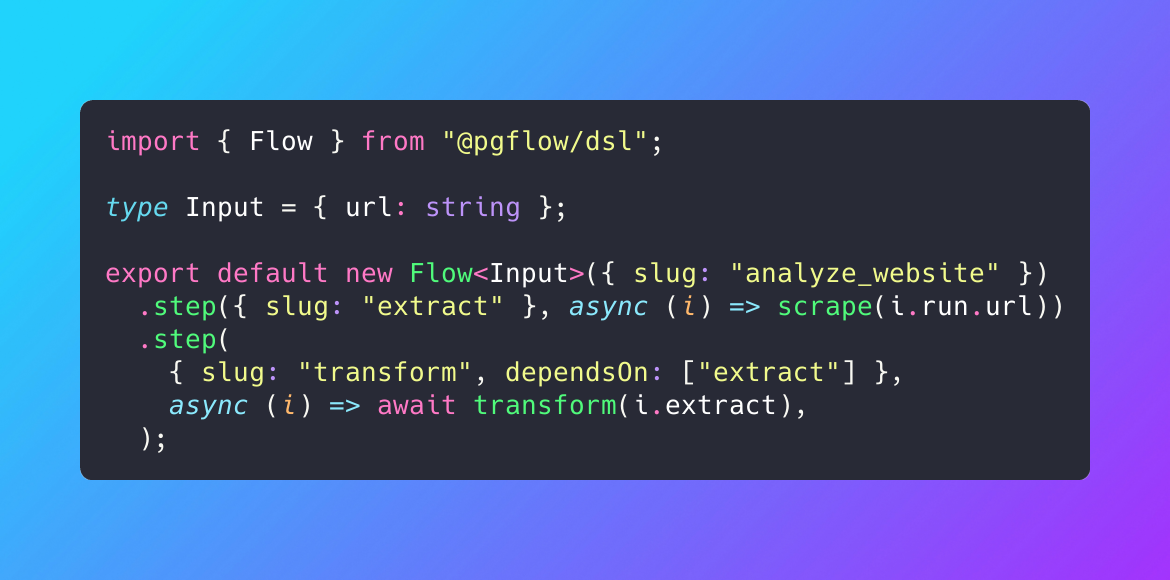 import { Flow } from "@pgflow/dsl";
type Input = { url: string };
export default new Flow<Input>({ slug: "analyze_website" })
  .step({ slug: "extract" }, async (i) => scrape(i.run.url))
  .step(
    { slug: "transform", dependsOn: ["extract"] },
    async (i) => await transform(i.extract),
  );